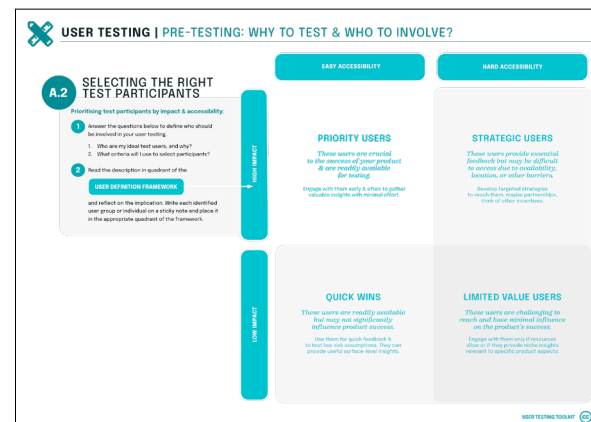 USER TESTING | PRE-TESTING: WHY TO TEST & WHO TO INVOLVE?
A.2
SELECTING THE RIGHT
TEST PARTICIPANTS
Prioritising test participants by impact & accessibility:
1
Answer the questions below to define who should
be involved in your user testing.
1. Who are my ideal test users, and why?
2. What criteria will I use to select participants?
2
Read the description in quadrant of the
USER DEFINITION FRAMEWORK
and reflect on the implication. Write each identified
user group or individual on a sticky note and place it
in the appropriate quadrant of the framework.
EASY ACCESSIBILITY
HARD ACCESSIBILITY
HIGH IMPACT
PRIORITY USERS
These users are crucial
to the success of your product
& are readily available
for testing.
Engage with them early & often to gather
valuable insights with minimal effort.
STRATEGIC USERS
These users provide essential
feedback but may be difficult
to access due to availability,
location, or other barriers.
Develop targeted strategies
to reach them, maybe partnerships,
think of other incentives.
LOW IMPACT
QUICK WINS
These users are readily available
but may not significantly
influence product success.
Use them for quick feedback &
to test low risk assumptions. They can
provide useful surface-level insights.
LIMITED VALUE USERS
These users are challenging to
reach and have minimal influence
on the product's success.
Engage with them only if resources
allow or if they provide niche insights
relevant to specific product aspects.
USER TESTING TOOLKIT
CC